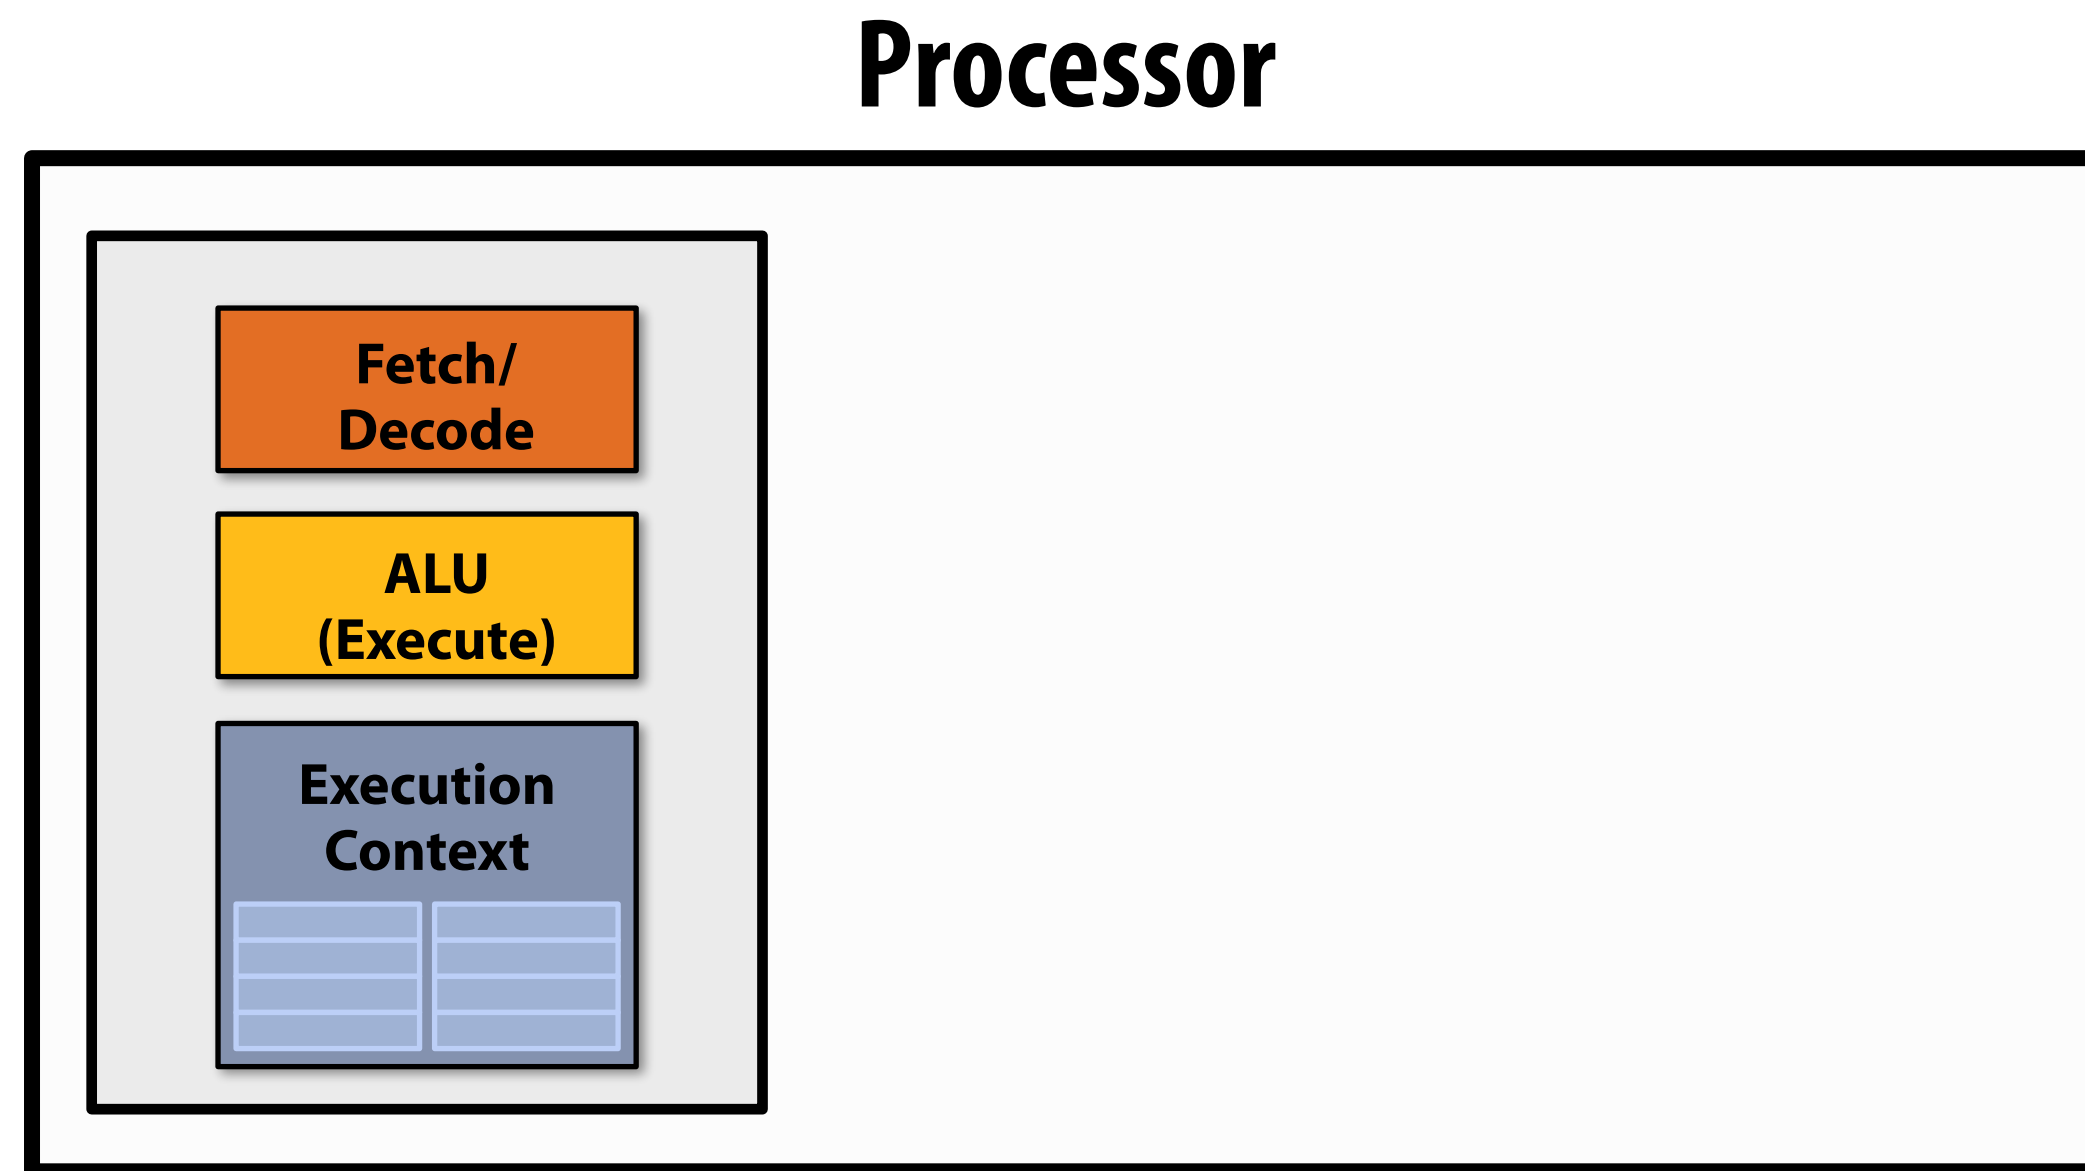 Processor
Fetch/
Decode
ALU
(Execute)
Execution
Context